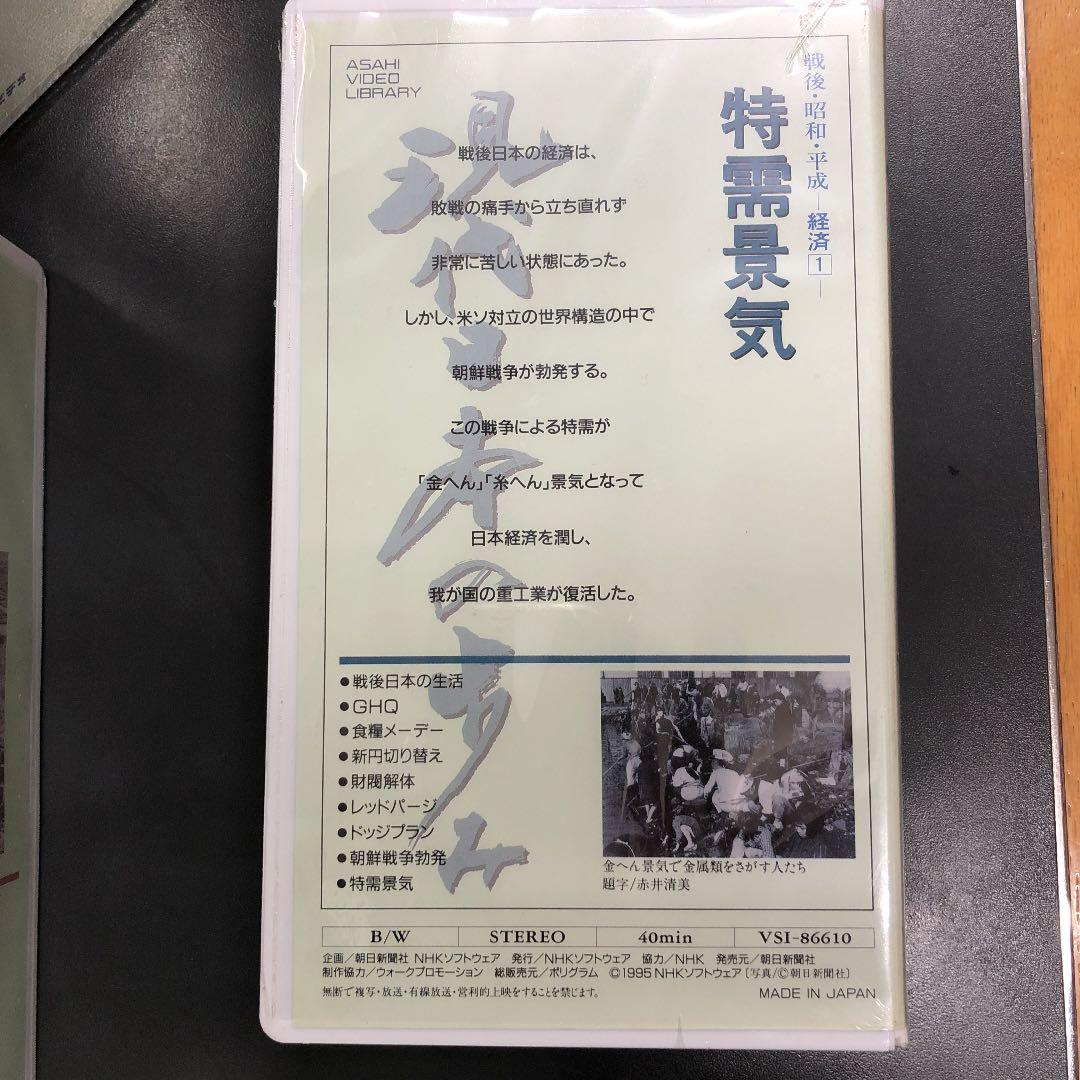 ASAHI
VIDEO
LIBRARY
戦後・昭和・平成 ―経済1―
特需景気
現代日本の歩み
戦後日本の経済は、
敗戦の痛手から立ち直れず
非常に苦しい状態にあった。
しかし、米ソ対立の世界構造の中で
朝鮮戦争が勃発する。
この戦争による特需が
「金へん」「糸へん」景気となって
日本経済を潤し、
我が国の重工業が復活した。
●戦後日本の生活
●GHQ
●食糧メーデー
●新円切り替え
●財閥解体
●レッドパージ
●ドッジプラン
●朝鮮戦争勃発
●特需景気
金へん景気で金属類をさがす人たち
題字/赤井清美
B/W STEREO 40min VSI-86610
企画/朝日新聞社 NHKソフトウェア 発行/NHKソフトウェア 協力/NHK 発売元/朝日新聞社
制作協力/ウォークプロモーション 総販売元/ポリグラム ©1995 NHKソフトウェア〔写真/©朝日新聞社〕
無断で複写・放送・有線放送・営利的上映をすることを禁じます。
MADE IN JAPAN